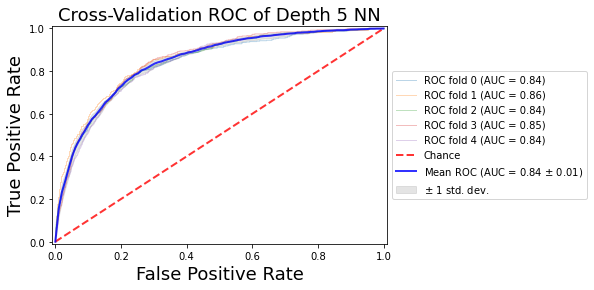 Cross-Validation ROC of Depth 5 NN
True Positive Rate
1.0
0.8
0.6
0.4
0.2
0.0
0.0 0.2 0.4 0.6 0.8 1.0
False Positive Rate
ROC fold 0 (AUC = 0.84)
ROC fold 1 (AUC = 0.86)
ROC fold 2 (AUC = 0.84)
ROC fold 3 (AUC = 0.85)
ROC fold 4 (AUC = 0.84)
Chance
Mean ROC (AUC = 0.84 ± 0.01)
± 1 std. dev.